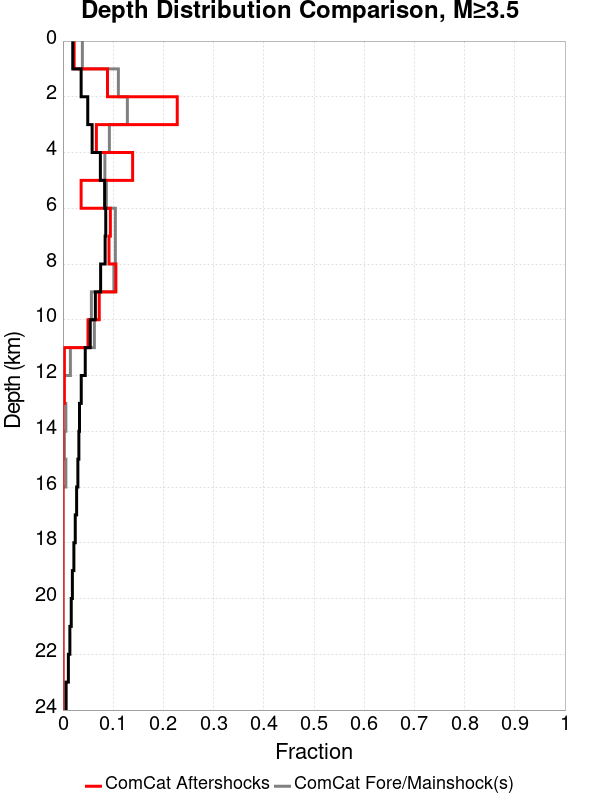 Depth Distribution Comparison, M≥3.5
0
2
4
6
8
10
12
14
16
18
20
22
24
Depth (km)
0 0.1 0.2 0.3 0.4 0.5 0.6 0.7 0.8 0.9 1
Fraction
ComCat Aftershocks ComCat Fore/Mainshock(s)